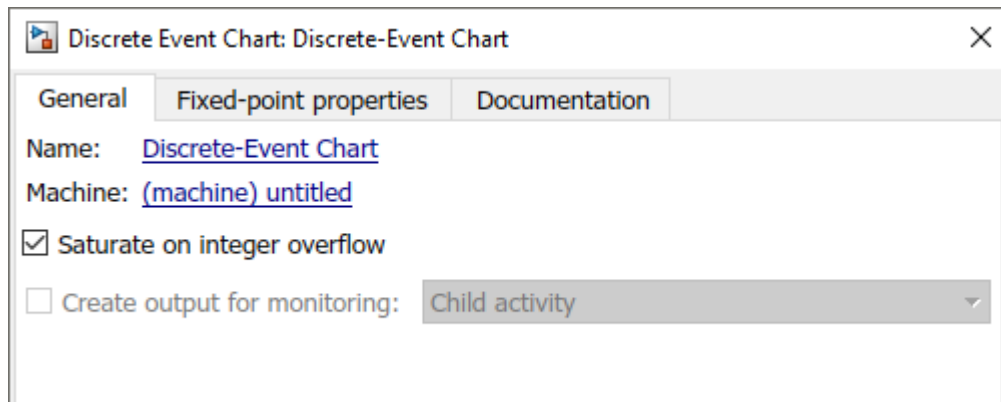 Discrete Event Chart: Discrete-Event Chart
General Fixed-point properties Documentation
Name: Discrete-Event Chart
Machine: (machine) untitled
Saturate on integer overflow
Create output for monitoring: Child activity